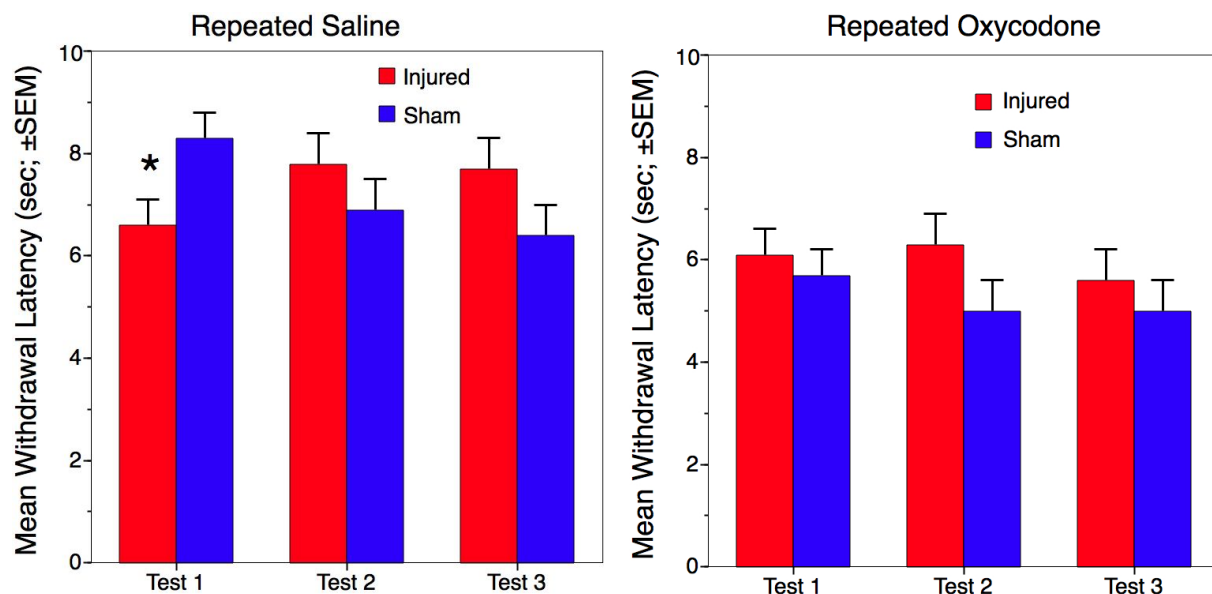 Repeated Saline
Mean Withdrawal Latency (sec; ±SEM)
10
8
6
4
2
0
Injured
Sham
*
Test 1
Test 2
Test 3
Repeated Oxycodone
Mean Withdrawal Latency (sec; ±SEM)
10
8
6
4
2
0
Injured
Sham
Test 1
Test 2
Test 3